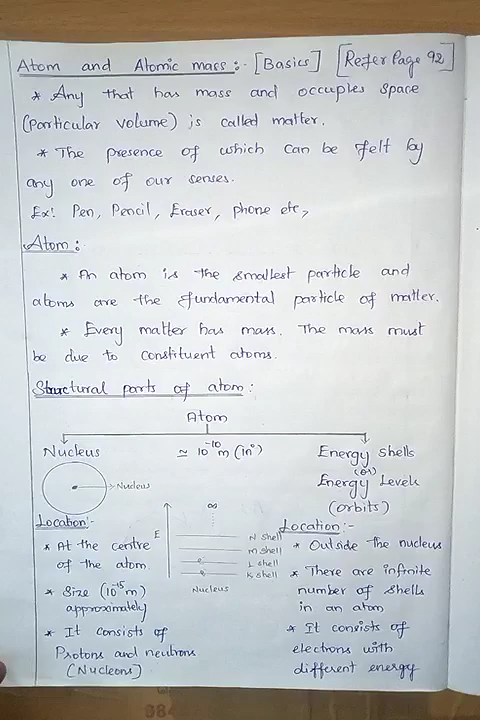 Atom and Atomic mass:- [Basics] [Refer Page 92]
* Any that has mass and occupies space
(particular volume) is called matter.
* The presence of which can be felt by
any one of our senses.
Ex: Pen, Pencil, Eraser, phone etc,
Atom:
* An atom is the smallest particle and
atoms are the fundamental particle of matter.
* Every matter has mass. The mass must
be due to constituent atoms.
Structural parts of atom:
Atom
Nucleus
≃ 10⁻¹⁰ m (1n°)
Energy shells
(or)
Energy Levels
(orbits)
Nucleus
Location:-
* At the centre
of the atom
* Size (10⁻¹⁵m)
approximately
* It consists of
Protons and neutrons
(Nucleons)
∞
E
N shell
M shell
L shell
K shell
Nucleus
Location:-
* Outside the nucleus
* There are infinite
number of shells
in an atom
* It consists of
electrons with
different energy